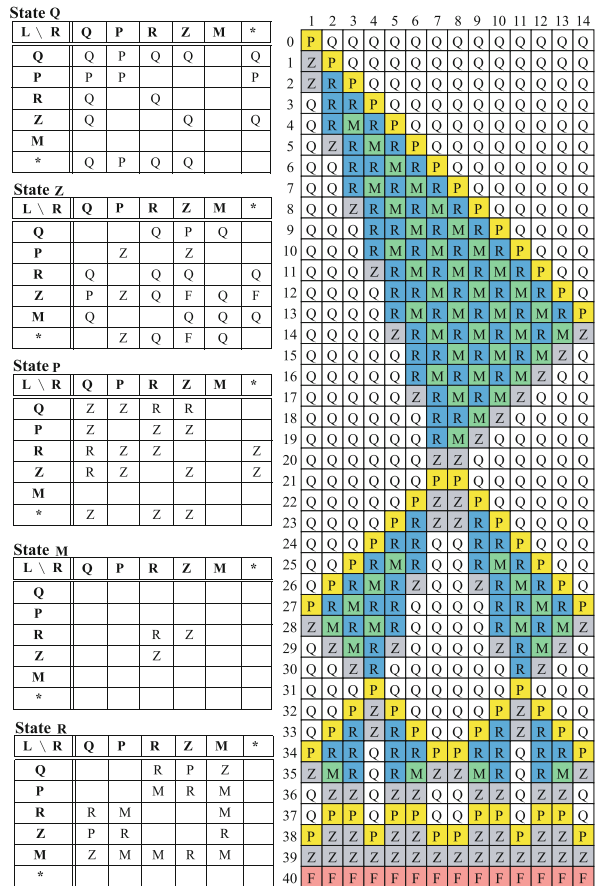 State Q
L \ R Q P R Z M *
Q Q P Q Q Q
P P P P
R Q Q
Z Q Q Q
M
* Q P Q Q
State Z
L \ R Q P R Z M *
Q Q P Q
P Z Z
R Q Q Q Q
Z P Z Q F Q F
M Q Q Q Q
* Z Q F Q
State P
L \ R Q P R Z M *
Q Z Z R R
P Z Z Z
R R Z Z Z
Z R Z Z Z
M
* Z Z Z
State M
L \ R Q P R Z M *
Q
P
R R Z
Z Z
M
*
State R
L \ R Q P R Z M *
Q R P Z
P M R M
R R M M
Z P R R
M Z M M R M
*
1 2 3 4 5 6 7 8 9 10 11 12 13 14
0 P Q Q Q Q Q Q Q Q Q Q Q Q Q
1 Z P Q Q Q Q Q Q Q Q Q Q Q Q
2 Z R P Q Q Q Q Q Q Q Q Q Q Q
3 Q R R P Q Q Q Q Q Q Q Q Q Q
4 Q R M R P Q Q Q Q Q Q Q Q Q
5 Q Z R M R P Q Q Q Q Q Q Q Q
6 Q Q R R M R P Q Q Q Q Q Q Q
7 Q Q R M R M R P Q Q Q Q Q Q
8 Q Q Z R M R M R P Q Q Q Q Q
9 Q Q Q R R M R M R P Q Q Q Q
10 Q Q Q R M R M R M R P Q Q Q
11 Q Q Q Z R M R M R M R P Q Q
12 Q Q Q Q R R M R M R M R P Q
13 Q Q Q Q R M R M R M R M R P
14 Q Q Q Q Z R M R M R M R M Z
15 Q Q Q Q Q R R M R M R M Z Q
16 Q Q Q Q Q R M R M R M Z Q Q
17 Q Q Q Q Q Z R M R M Z Q Q Q
18 Q Q Q Q Q Q R R M Z Q Q Q Q
19 Q Q Q Q Q Q R M Z Q Q Q Q Q
20 Q Q Q Q Q Q Z Z Q Q Q Q Q Q
21 Q Q Q Q Q Q P P Q Q Q Q Q Q
22 Q Q Q Q Q P Z Z P Q Q Q Q Q
23 Q Q Q Q P R Z Z R P Q Q Q Q
24 Q Q Q P R R Q Q R R P Q Q Q
25 Q Q P R M R Q Q R M R P Q Q
26 Q P R M R Z Q Q Z R M R P Q
27 P R M R R Q Q Q Q R R M R P
28 Z M R M R Q Q Q Q R M R M Z
29 Q Z M R Z Q Q Q Q Z R M Z Q
30 Q Q Z R Q Q Q Q Q Q R Z Q Q
31 Q Q Q P Q Q Q Q Q Q P Q Q Q
32 Q Q P Z P Q Q Q Q P Z P Q Q
33 Q P R Z R P Q Q P R Z R P Q
34 P R R Q R R P P R R Q R R P
35 Z M R Q R M Z Z M R Q R M Z
36 Q Z Z Q Z Z Q Q Z Z Q Z Z Q
37 Q P P Q P P Q Q P P Q P P Q
38 P Z Z P Z Z P P Z Z P Z Z P
39 Z Z Z Z Z Z Z Z Z Z Z Z Z Z
40 F F F F F F F F F F F F F F